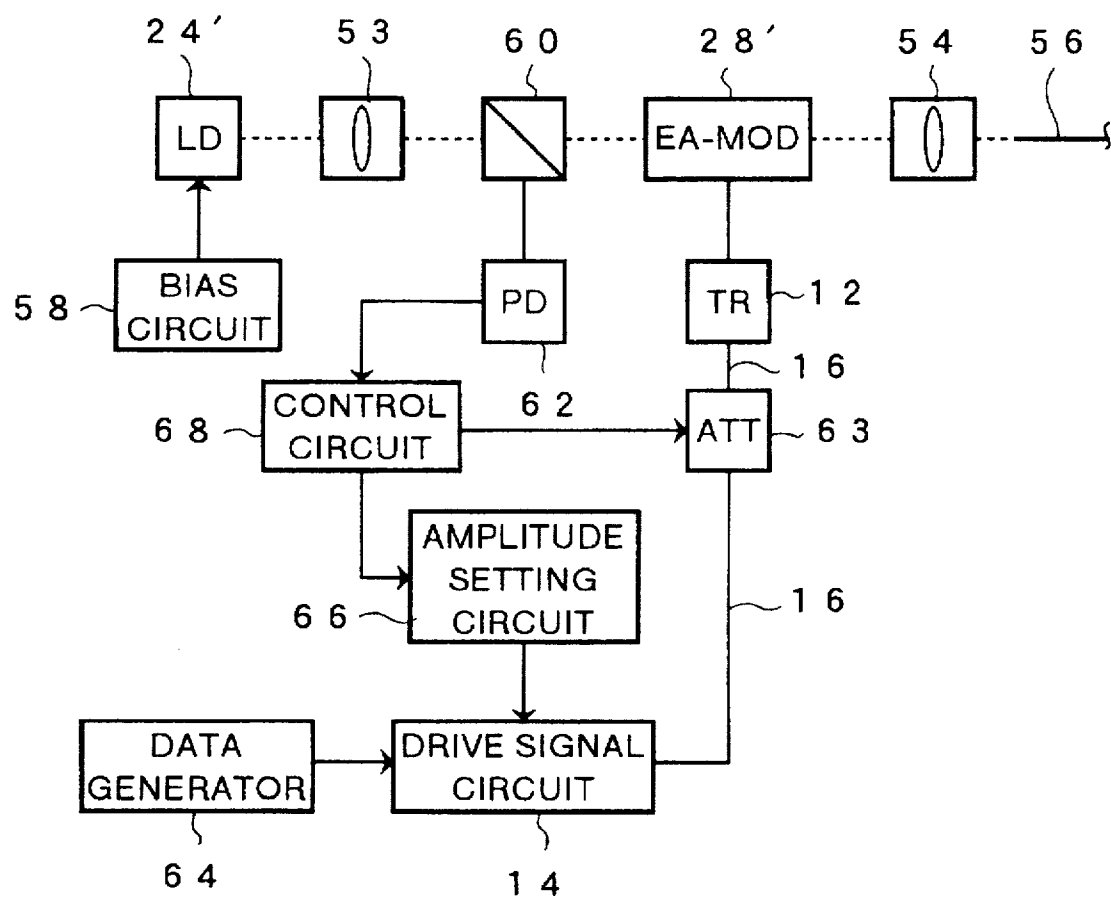 24′ 53 60 28′ 54 56
LD
EA-MOD
58
BIAS
CIRCUIT
PD
TR
12
16
62
68
CONTROL
CIRCUIT
ATT
63
AMPLITUDE
SETTING
CIRCUIT
66
16
DATA
GENERATOR
DRIVE SIGNAL
CIRCUIT
64
14